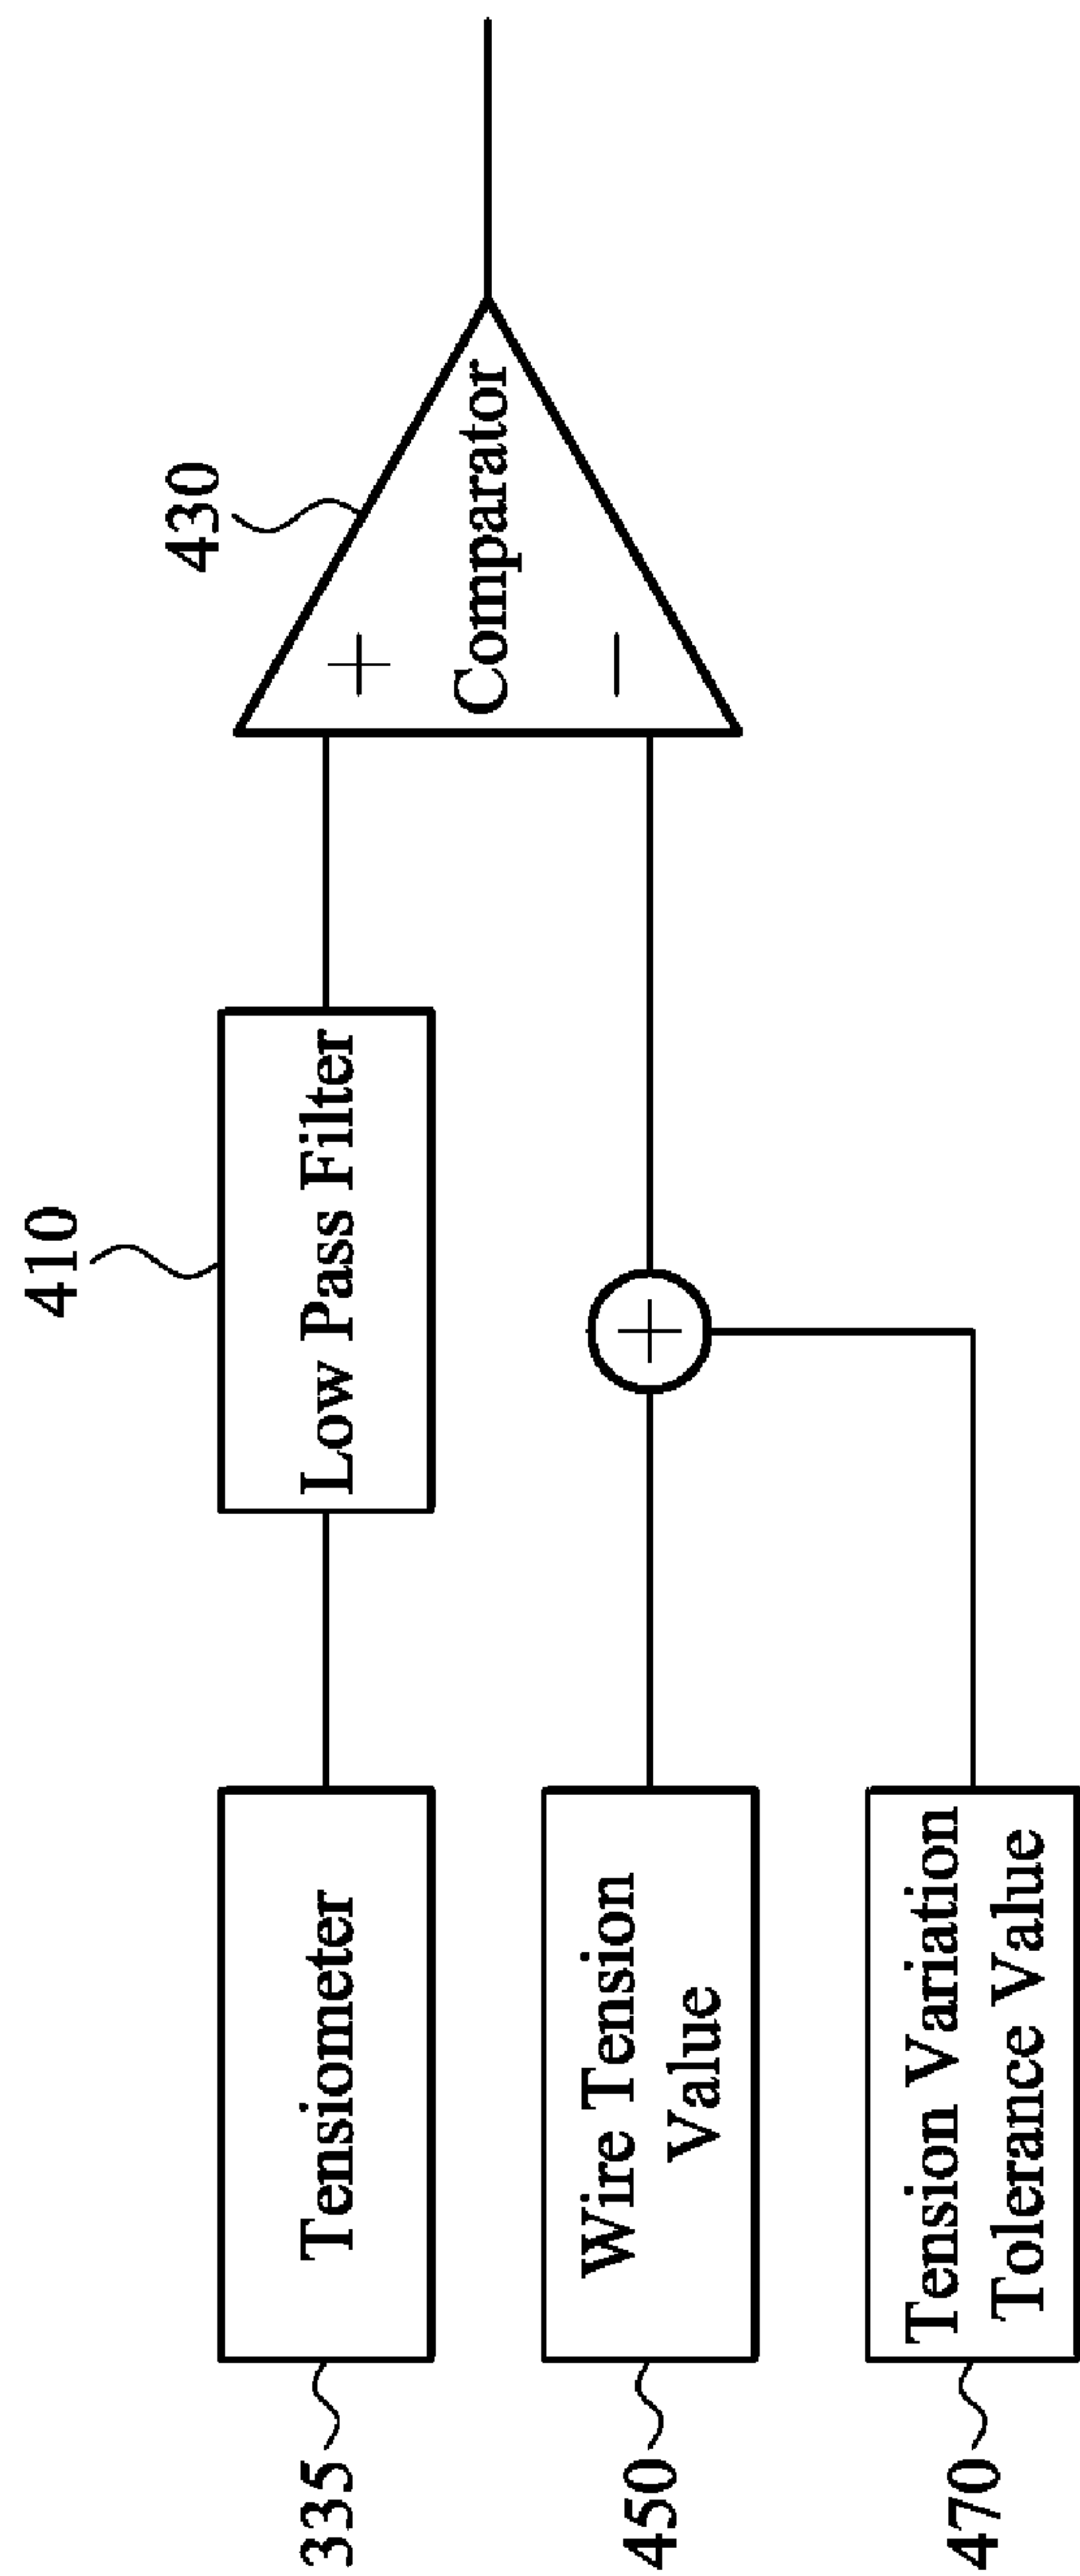 410
430
335
Tensiometer
Low Pass Filter
+
Comparator
−
450
Wire Tension
Value
+
470
Tension Variation
Tolerance Value